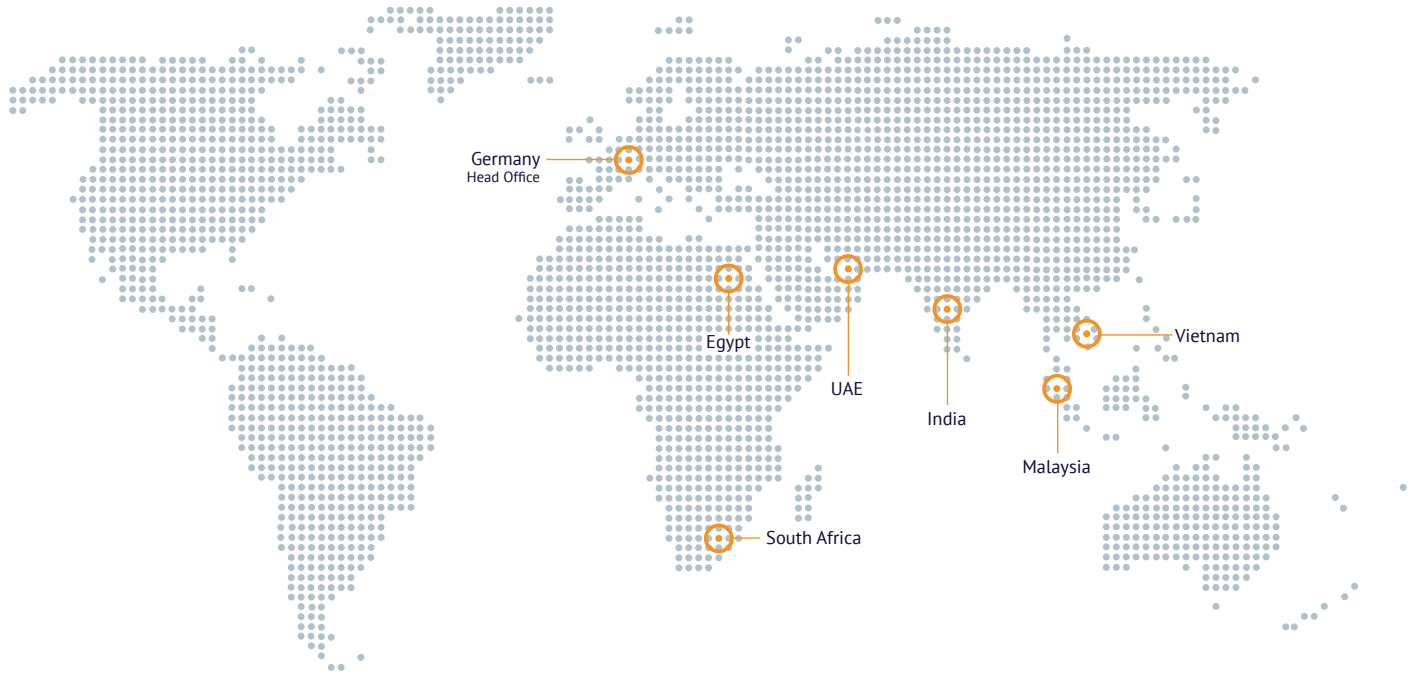 Germany
Head Office
Egypt
UAE
India
Vietnam
Malaysia
South Africa